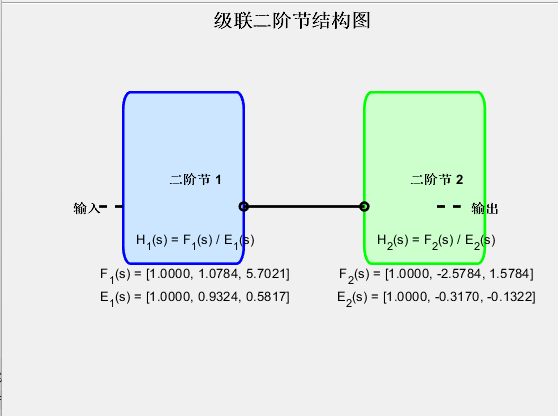 级联二阶节结构图
二阶节 1
二阶节 2
输入
输出
H₁(s) = F₁(s) / E₁(s)
H₂(s) = F₂(s) / E₂(s)
F₁(s) = [1.0000, 1.0784, 5.7021]
F₂(s) = [1.0000, -2.5784, 1.5784]
E₁(s) = [1.0000, 0.9324, 0.5817]
E₂(s) = [1.0000, -0.3170, -0.1322]